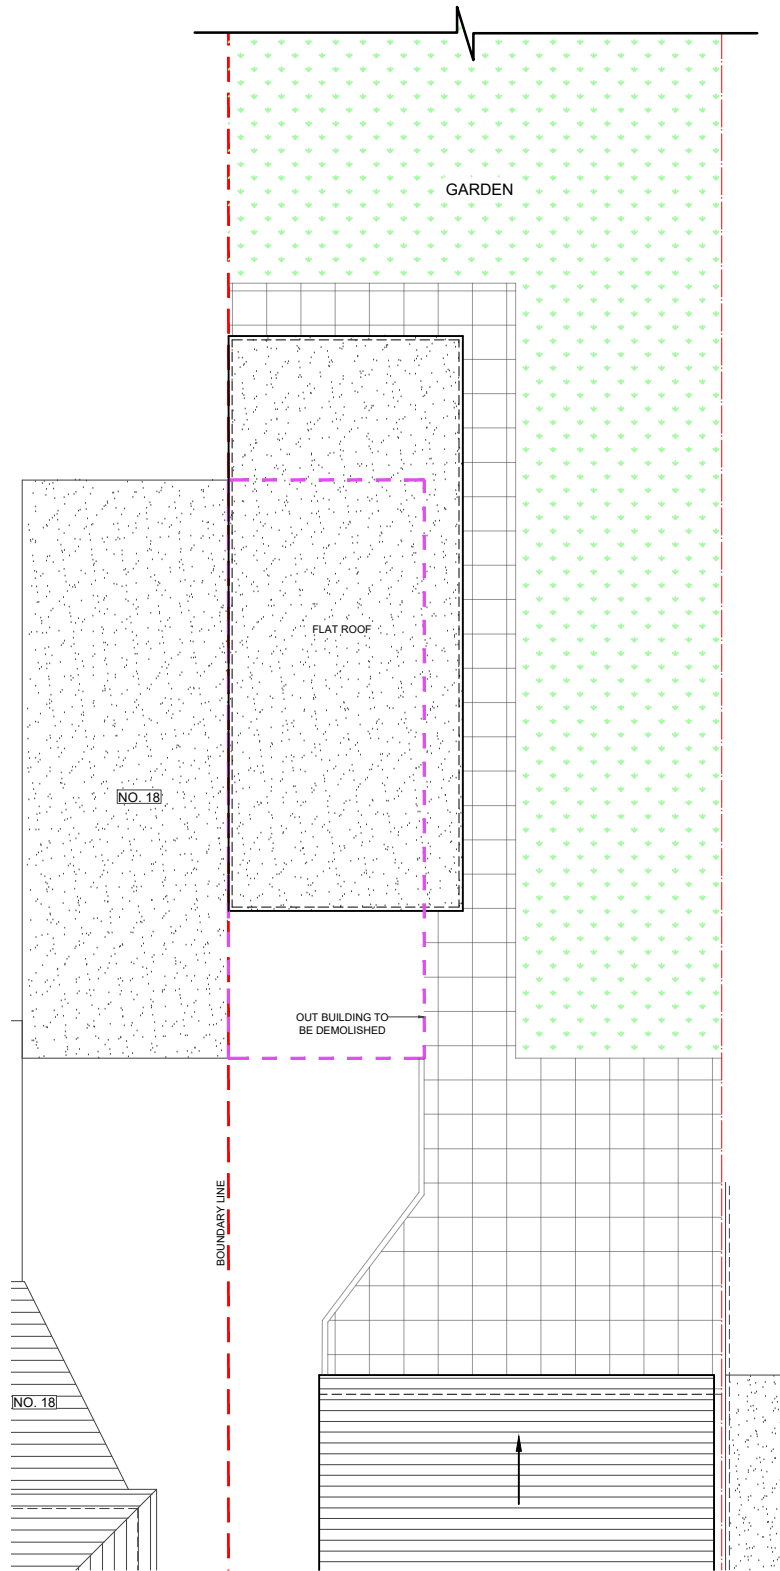 GARDEN
FLAT ROOF
NO. 18
OUT BUILDING TO
BE DEMOLISHED
BOUNDARY LINE
NO. 18